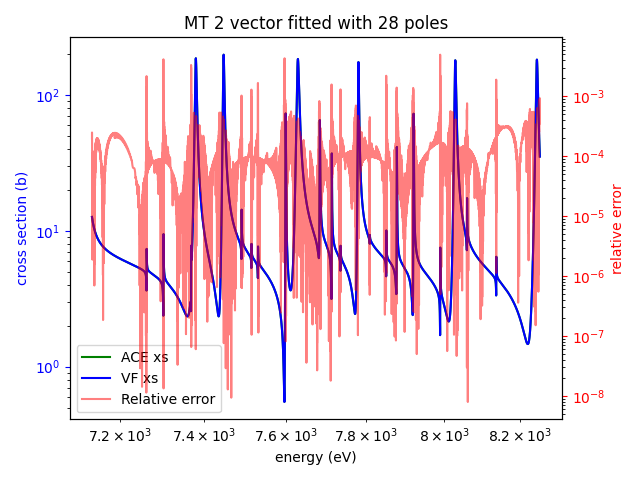 MT 2 vector fitted with 28 poles
cross section (b)
10²
10¹
10⁰
10⁻³
10⁻⁴
10⁻⁵
10⁻⁶
10⁻⁷
10⁻⁸
relative error
ACE xs
VF xs
Relative error
7.2 × 10³ 7.4 × 10³ 7.6 × 10³ 7.8 × 10³ 8 × 10³ 8.2 × 10³
energy (eV)